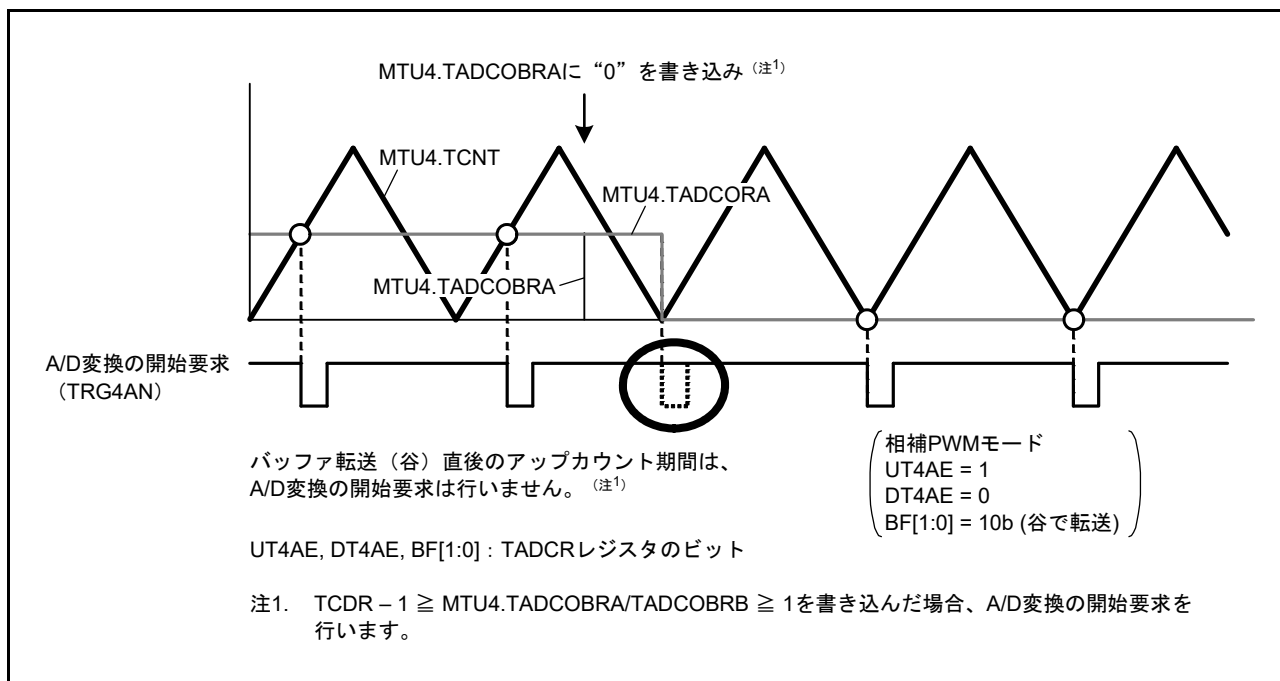 MTU4.TADCOBRAに“0”を書き込み（注1）
MTU4.TCNT
MTU4.TADCORA
MTU4.TADCOBRA
A/D変換の開始要求
（TRG4AN）
バッファ転送（谷）直後のアップカウント期間は、
A/D変換の開始要求は行いません。（注1）
相補PWMモード
UT4AE = 1
DT4AE = 0
BF[1:0] = 10b (谷で転送)
UT4AE, DT4AE, BF[1:0] : TADCRレジスタのビット
注1. TCDR – 1 ≧ MTU4.TADCOBRA/TADCOBRB ≧ 1を書き込んだ場合、A/D変換の開始要求を
行います。